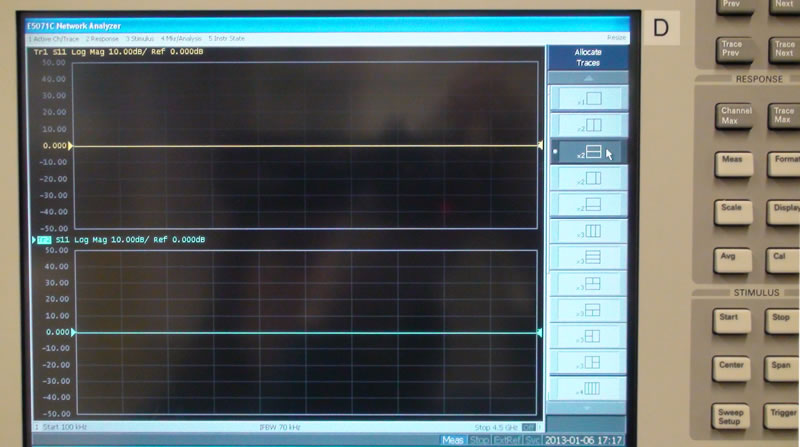 E5071C Network Analyzer
1 Active Ch/Trace 2 Response 3 Stimulus 4 Mkr/Analysis 5 Instr State
Resize
Tr1 S11 Log Mag 10.00dB/ Ref 0.000dB
50.00
40.00
30.00
20.00
10.00
0.000
-10.00
-20.00
-30.00
-40.00
-50.00
Tr2 S11 Log Mag 10.00dB/ Ref 0.000dB
50.00
40.00
30.00
20.00
10.00
0.000
-10.00
-20.00
-30.00
-40.00
-50.00
1 Start 100 kHz IFBW 70 kHz Stop 4.5 GHz Off
Meas Stop ExtRef Svc 2013-01-06 17:17
Allocate
Traces
x1
x2
x2
x2
x2
x3
x3
x3
x3
x3
x3
x4
D
Prev Next
Trace Prev Trace Next
RESPONSE
Channel Max Trace Max
Meas Format
Scale Display
Avg Cal
STIMULUS
Start Stop
Center Span
Sweep Setup Trigger